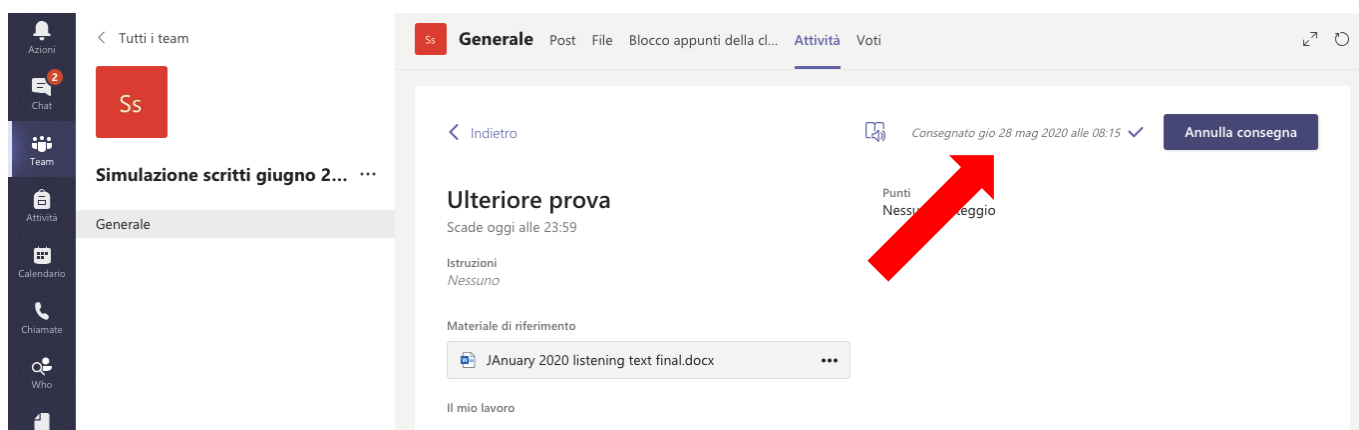 Azioni
2
Chat
Team
Attività
Calendario
Chiamate
Who
Tutti i team
Ss
Simulazione scritti giugno 2... ...
Generale
Ss Generale Post File Blocco appunti della cl... Attività Voti
Indietro
Consegnato gio 28 mag 2020 alle 08:15
Annulla consegna
Ulteriore prova
Scade oggi alle 23:59
Punti
Istruzioni
Nessuno
Materiale di riferimento
JAnuary 2020 listening text final.docx ...
Il mio lavoro